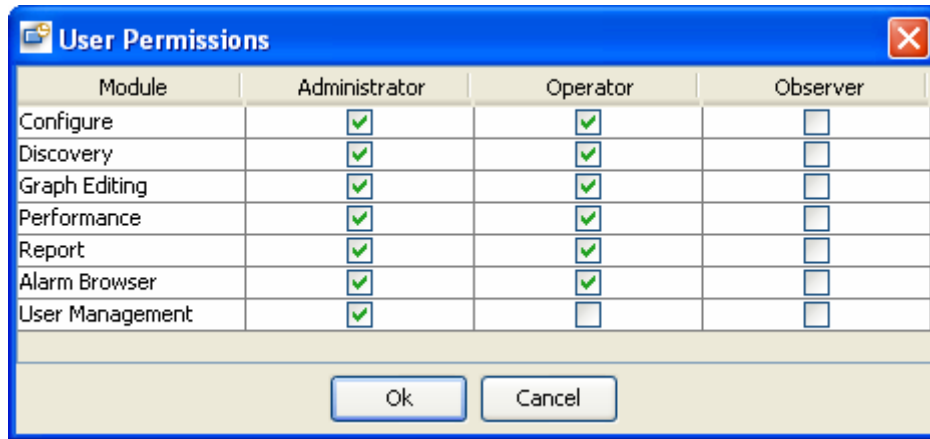 User Permissions
Module Administrator Operator Observer
Configure
Discovery
Graph Editing
Performance
Report
Alarm Browser
User Management
Ok Cancel